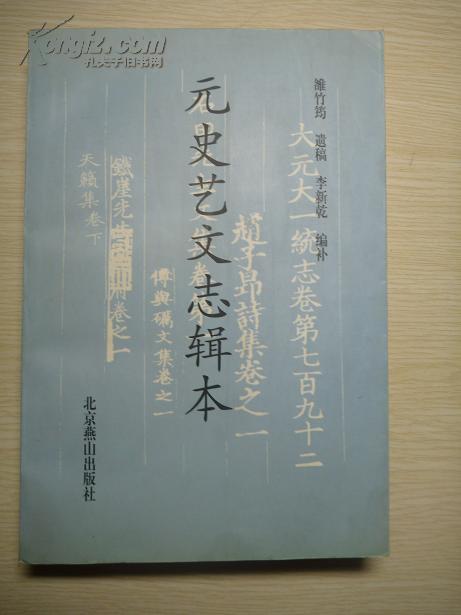 Kongfz.com
孔夫子旧书网
雒竹筠 遗稿 李新乾 编补
大元大一統志卷第七百九十二
趙子昂詩集卷之一
元史艺文志辑本
傅與礪文集卷之一
鐵崖先生 賦卷之一
天籟集卷下
北京燕山出版社